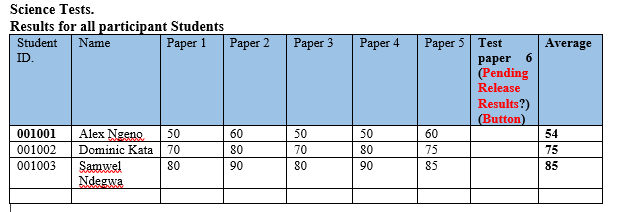 Science Tests.
Results for all participant Students
Student ID. Name Paper 1 Paper 2 Paper 3 Paper 4 Paper 5 Test paper 6 (Pending Release Results?) (Button) Average
001001 Alex Ngeno 50 60 50 50 60 54
001002 Dominic Kata 70 80 70 80 75 75
001003 Samwel Ndegwa 80 90 80 90 85 85